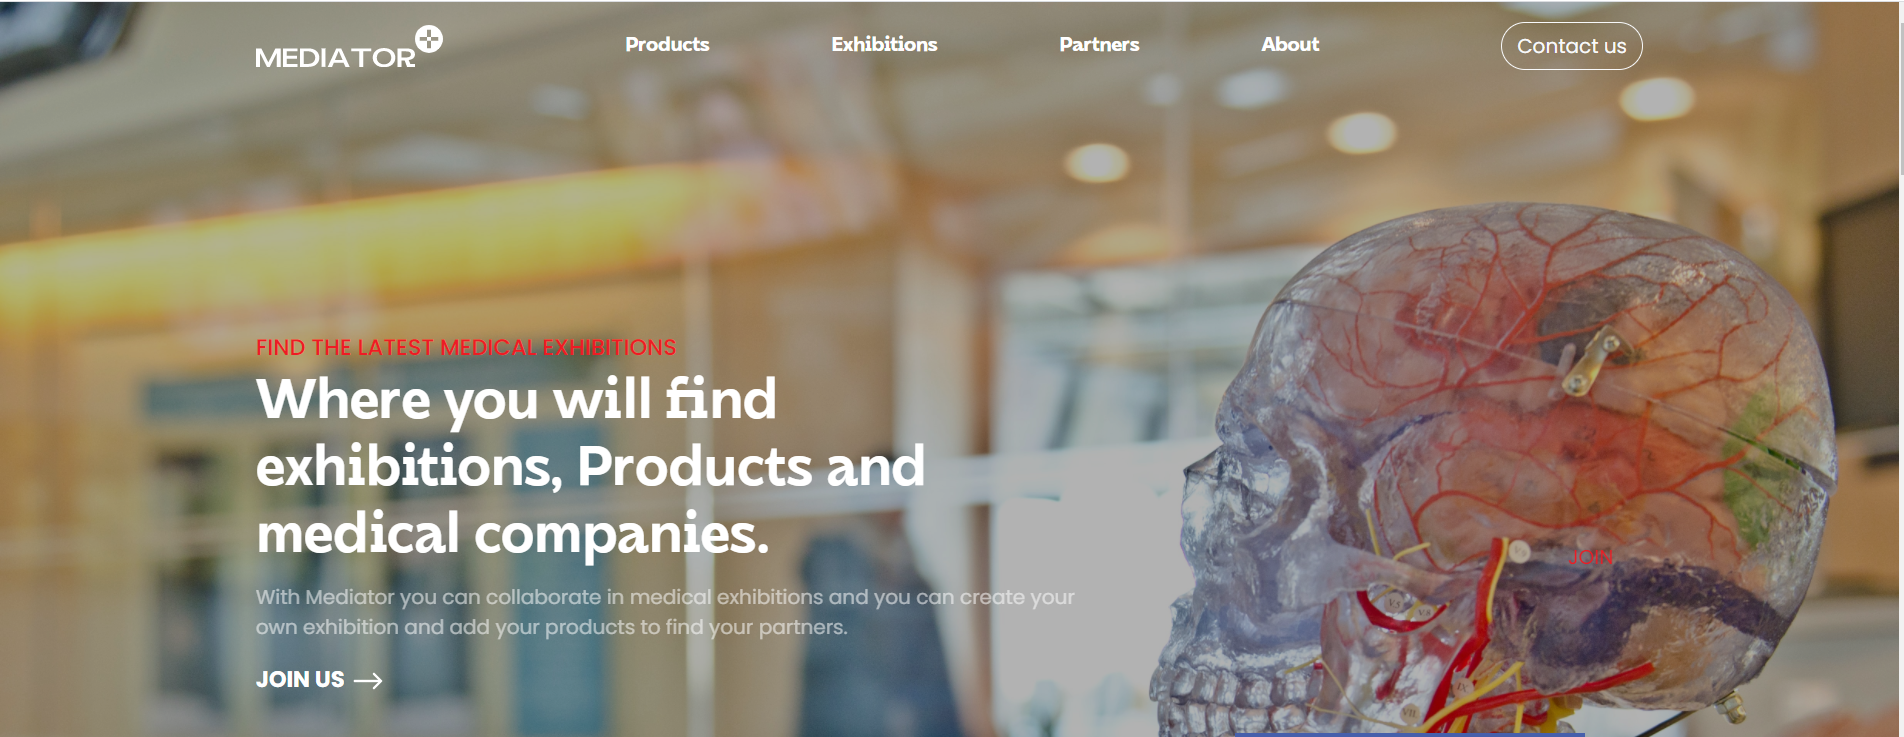 MEDIATOR
Products
Exhibitions
Partners
About
Contact us
FIND THE LATEST MEDICAL EXHIBITIONS
Where you will find
exhibitions, Products and
medical companies.
With Mediator you can collaborate in medical exhibitions and you can create your
own exhibition and add your products to find your partners.
JOIN US
JOIN
V3
VII